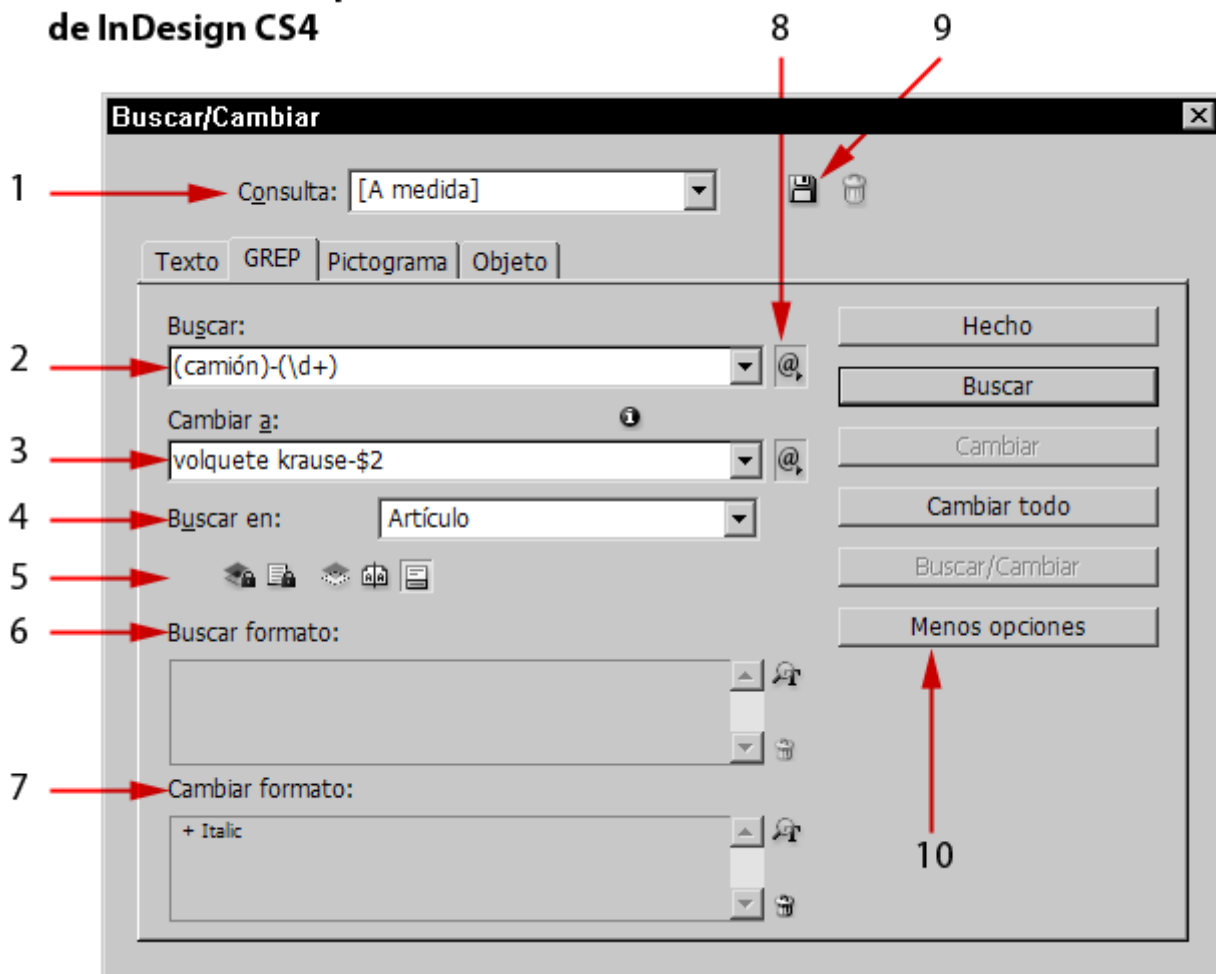 de InDesign CS4
8 9
Buscar/Cambiar
1 Consulta: [A medida]
Texto GREP Pictograma Objeto
Buscar: Hecho
2 (camión)-(\d+) @
Buscar
Cambiar a: Cambiar
3 volquete krause-$2 @
4 Buscar en: Artículo Cambiar todo
5 Buscar/Cambiar
6 Buscar formato: Menos opciones
7 Cambiar formato:
+ Italic
10